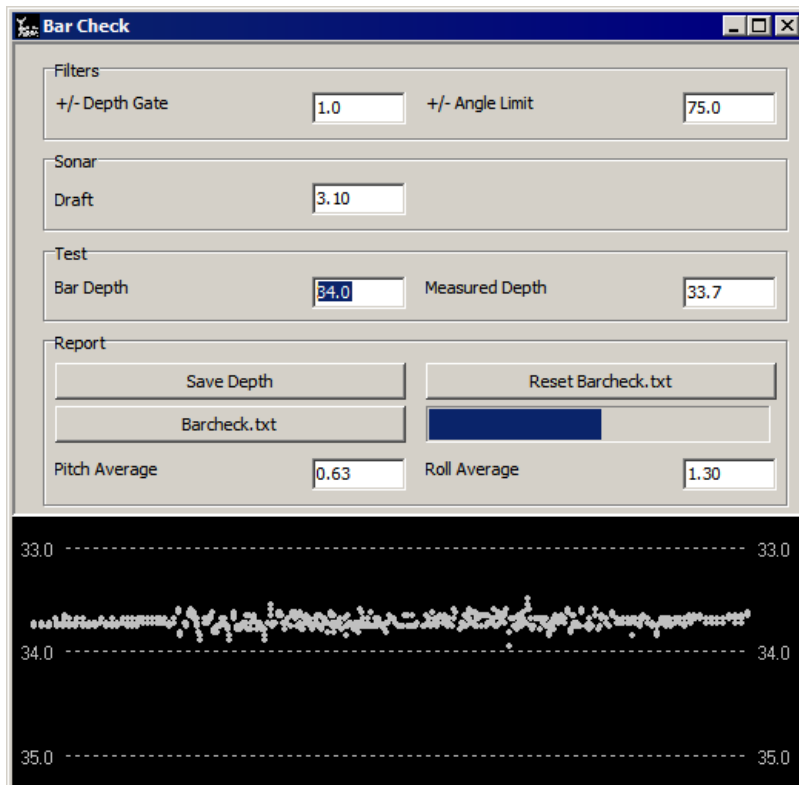 Bar Check
Filters
+/- Depth Gate 1.0 +/- Angle Limit 75.0
Sonar
Draft 3.10
Test
Bar Depth 34.0 Measured Depth 33.7
Report
Save Depth Reset Barcheck.txt
Barcheck.txt
Pitch Average 0.63 Roll Average 1.30
33.0 33.0
34.0 34.0
35.0 35.0